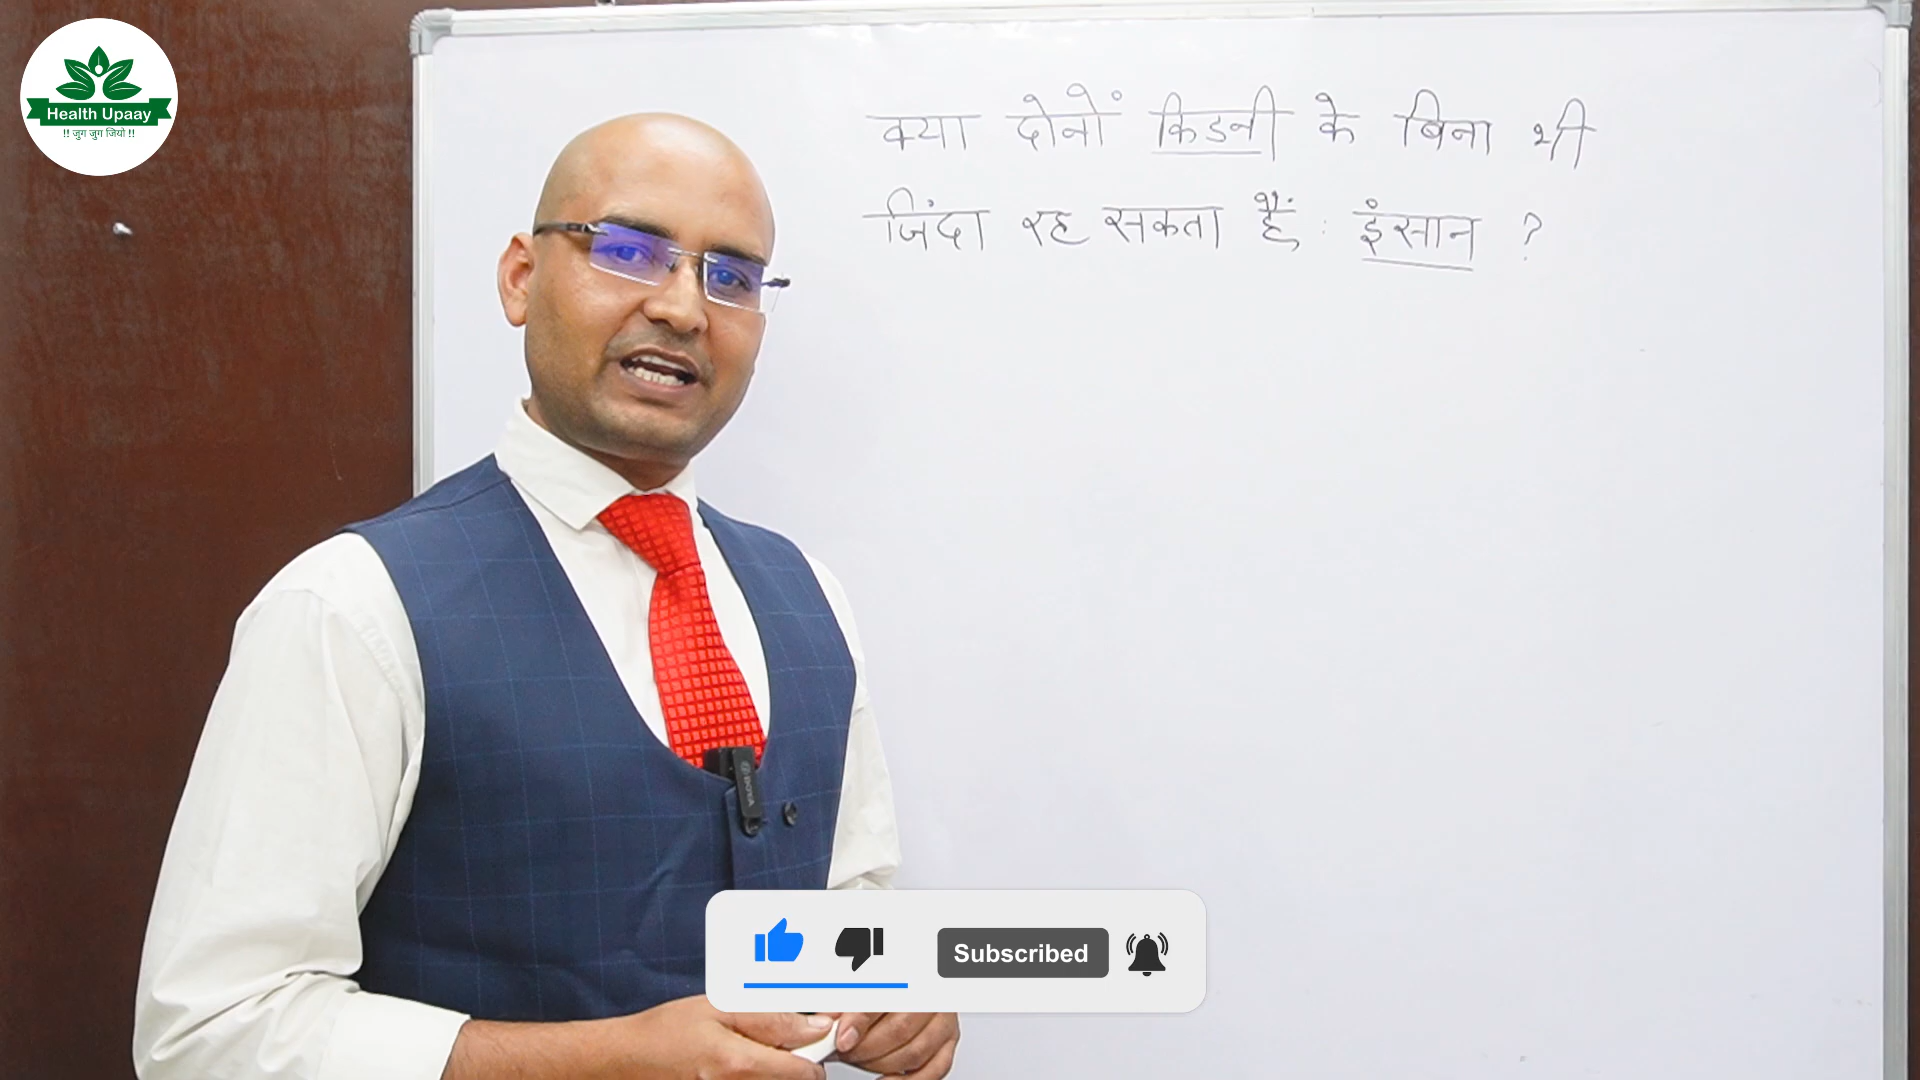 Health Upaay
!! जुग जुग जियो !!
क्या दोनों किडनी के बिना भी
जिंदा रह सकता हैं : इंसान ?
Subscribed